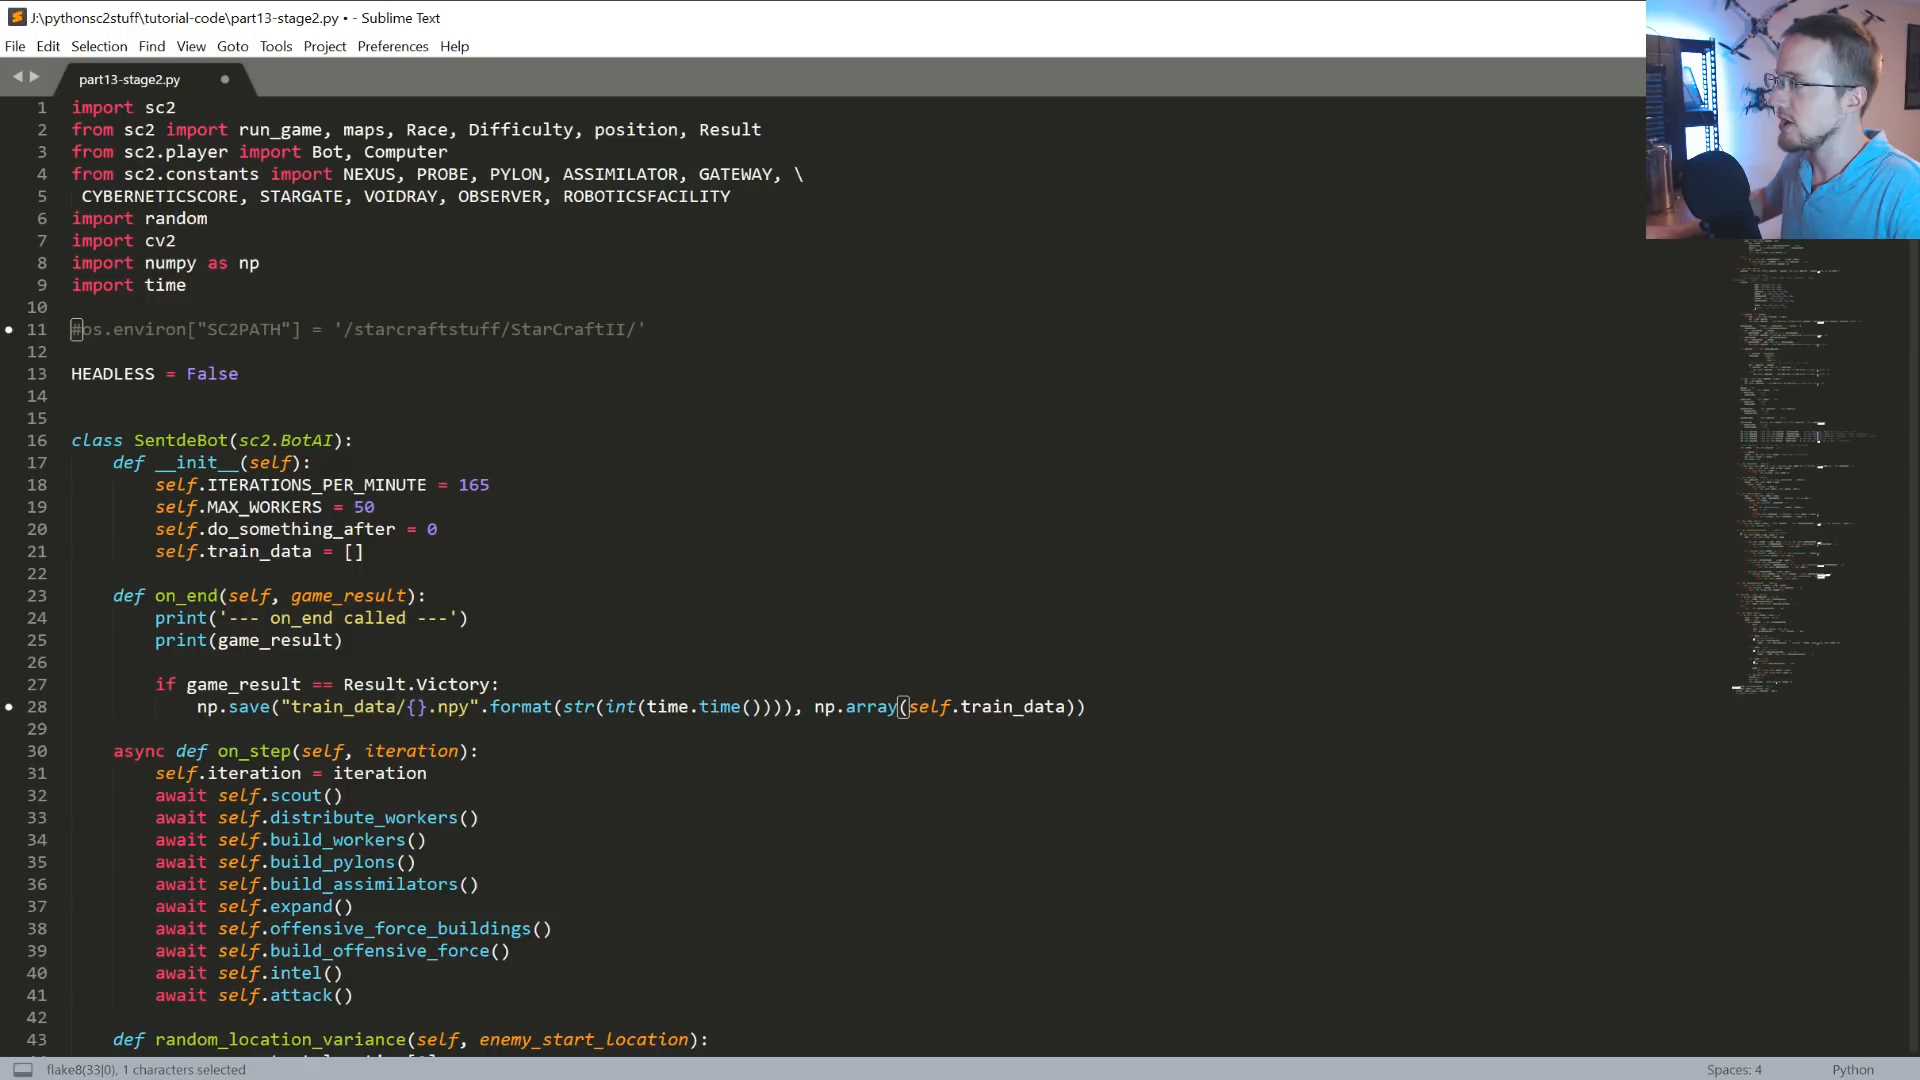 J:\pythonsc2stuff\tutorial-code\part13-stage2.py • - Sublime Text
File Edit Selection Find View Goto Tools Project Preferences Help
part13-stage2.py
1 import sc2
2 from sc2 import run_game, maps, Race, Difficulty, position, Result
3 from sc2.player import Bot, Computer
4 from sc2.constants import NEXUS, PROBE, PYLON, ASSIMILATOR, GATEWAY, \
5 CYBERNETICSCORE, STARGATE, VOIDRAY, OBSERVER, ROBOTICSFACILITY
6 import random
7 import cv2
8 import numpy as np
9 import time
10
11 #os.environ["SC2PATH"] = '/starcraftstuff/StarCraftII/'
12
13 HEADLESS = False
14
15
16 class SentdeBot(sc2.BotAI):
17 def __init__(self):
18 self.ITERATIONS_PER_MINUTE = 165
19 self.MAX_WORKERS = 50
20 self.do_something_after = 0
21 self.train_data = []
22
23 def on_end(self, game_result):
24 print('--- on_end called ---')
25 print(game_result)
26
27 if game_result == Result.Victory:
28 np.save("train_data/{}.npy".format(str(int(time.time()))), np.array(self.train_data))
29
30 async def on_step(self, iteration):
31 self.iteration = iteration
32 await self.scout()
33 await self.distribute_workers()
34 await self.build_workers()
35 await self.build_pylons()
36 await self.build_assimilators()
37 await self.expand()
38 await self.offensive_force_buildings()
39 await self.build_offensive_force()
40 await self.intel()
41 await self.attack()
42
43 def random_location_variance(self, enemy_start_location):
flake8(33|0), 1 characters selected
Spaces: 4
Python